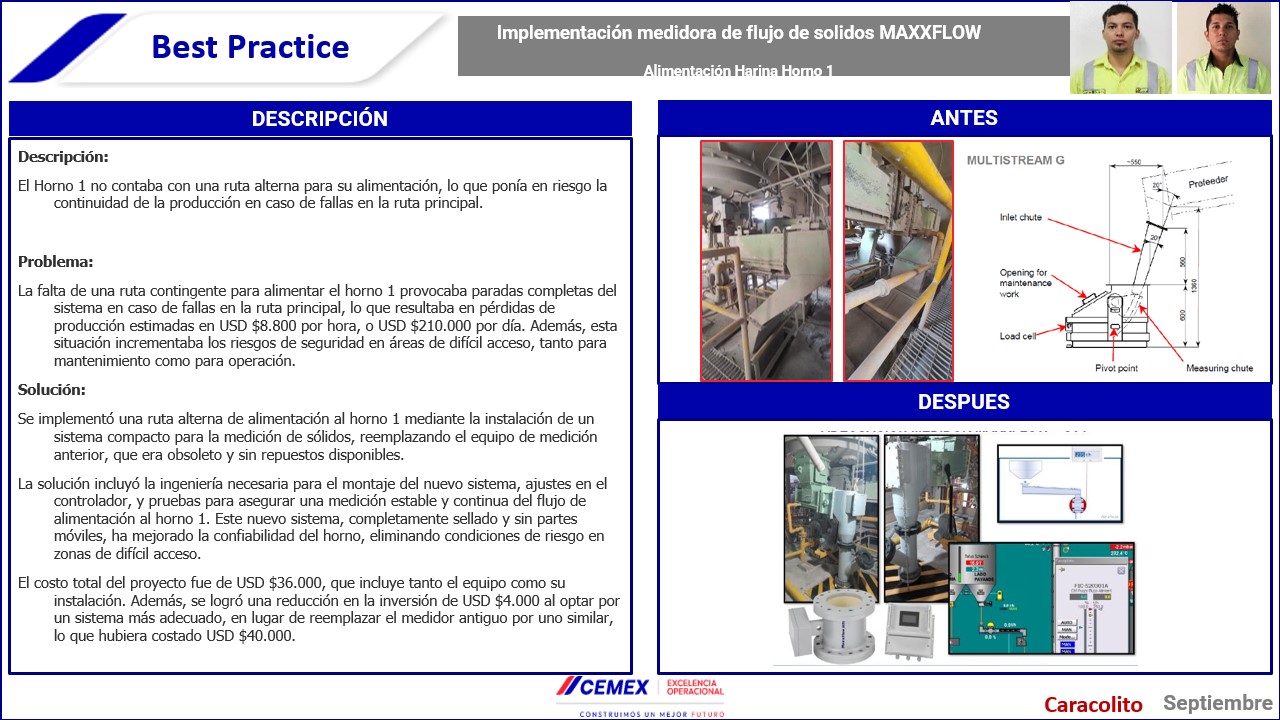 Best Practice
Implementación medidora de flujo de solidos MAXXFLOW
Alimentación Harina Horno 1
DESCRIPCIÓN
Descripción:
El Horno 1 no contaba con una ruta alterna para su alimentación, lo que ponía en riesgo la
continuidad de la producción en caso de fallas en la ruta principal.
Problema:
La falta de una ruta contingente para alimentar el horno 1 provocaba paradas completas del
sistema en caso de fallas en la ruta principal, lo que resultaba en pérdidas de
producción estimadas en USD $8.800 por hora, o USD $210.000 por día. Además, esta
situación incrementaba los riesgos de seguridad en áreas de difícil acceso, tanto para
mantenimiento como para operación.
Solución:
Se implementó una ruta alterna de alimentación al horno 1 mediante la instalación de un
sistema compacto para la medición de sólidos, reemplazando el equipo de medición
anterior, que era obsoleto y sin repuestos disponibles.
La solución incluyó la ingeniería necesaria para el montaje del nuevo sistema, ajustes en el
controlador, y pruebas para asegurar una medición estable y continua del flujo de
alimentación al horno 1. Este nuevo sistema, completamente sellado y sin partes
móviles, ha mejorado la confiabilidad del horno, eliminando condiciones de riesgo en
zonas de difícil acceso.
El costo total del proyecto fue de USD $36.000, que incluye tanto el equipo como su
instalación. Además, se logró una reducción en la inversión de USD $4.000 al optar por
un sistema más adecuado, en lugar de reemplazar el medidor antiguo por uno similar,
lo que hubiera costado USD $40.000.
ANTES
MULTISTREAM G
~550
20°
Prefeeder
Inlet chute
20°
560
1360
Opening for
maintenance
work
600
Load cell
Pivot point
Measuring chute
DESPUES
LADO
PAYANDE
AUTO
MAN
0.0 %
CEMEX
EXCELENCIA
OPERACIONAL
CONSTRUIMOS UN MEJOR FUTURO
Caracolito
Septiembre